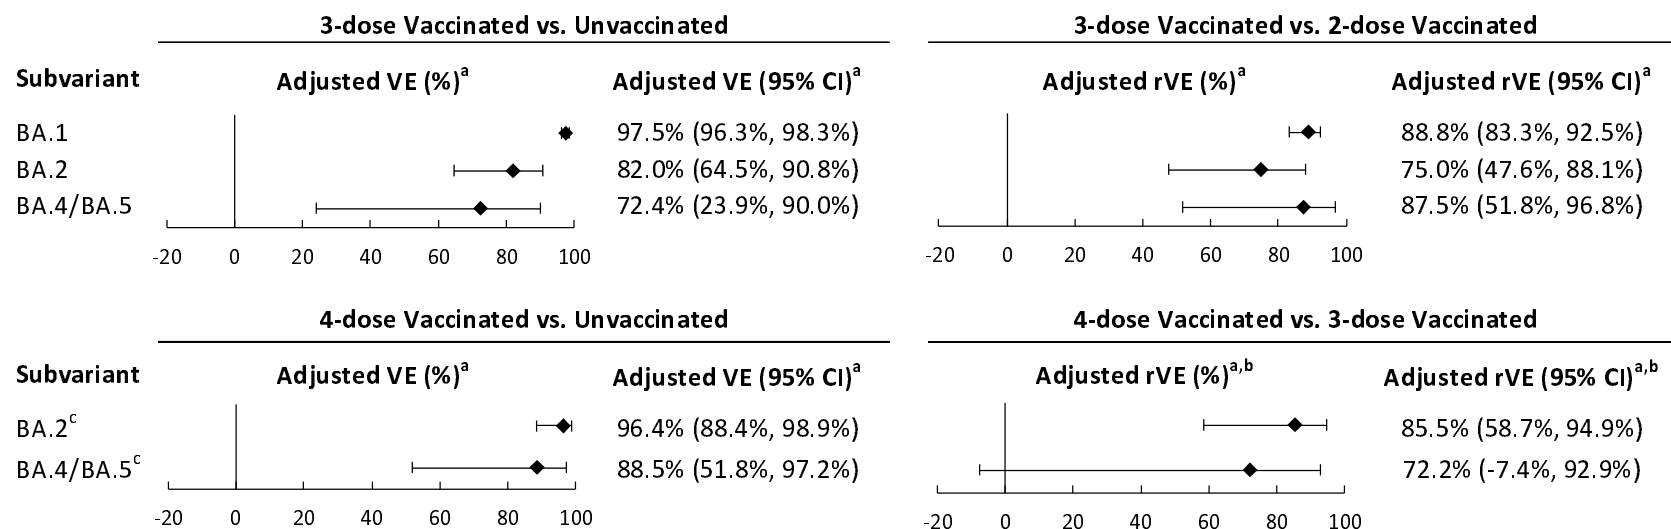 3-dose Vaccinated vs. Unvaccinated
3-dose Vaccinated vs. 2-dose Vaccinated
Subvariant Adjusted VE (%)ᵃ Adjusted VE (95% CI)ᵃ Adjusted rVE (%)ᵃ Adjusted rVE (95% CI)ᵃ
BA.1 97.5% (96.3%, 98.3%) 88.8% (83.3%, 92.5%)
BA.2 82.0% (64.5%, 90.8%) 75.0% (47.6%, 88.1%)
BA.4/BA.5 72.4% (23.9%, 90.0%) 87.5% (51.8%, 96.8%)
-20 0 20 40 60 80 100 -20 0 20 40 60 80 100
4-dose Vaccinated vs. Unvaccinated
4-dose Vaccinated vs. 3-dose Vaccinated
Subvariant Adjusted VE (%)ᵃ Adjusted VE (95% CI)ᵃ Adjusted rVE (%)ᵃ,ᵇ Adjusted rVE (95% CI)ᵃ,ᵇ
BA.2ᶜ 96.4% (88.4%, 98.9%) 85.5% (58.7%, 94.9%)
BA.4/BA.5ᶜ 88.5% (51.8%, 97.2%) 72.2% (-7.4%, 92.9%)
-20 0 20 40 60 80 100 -20 0 20 40 60 80 100